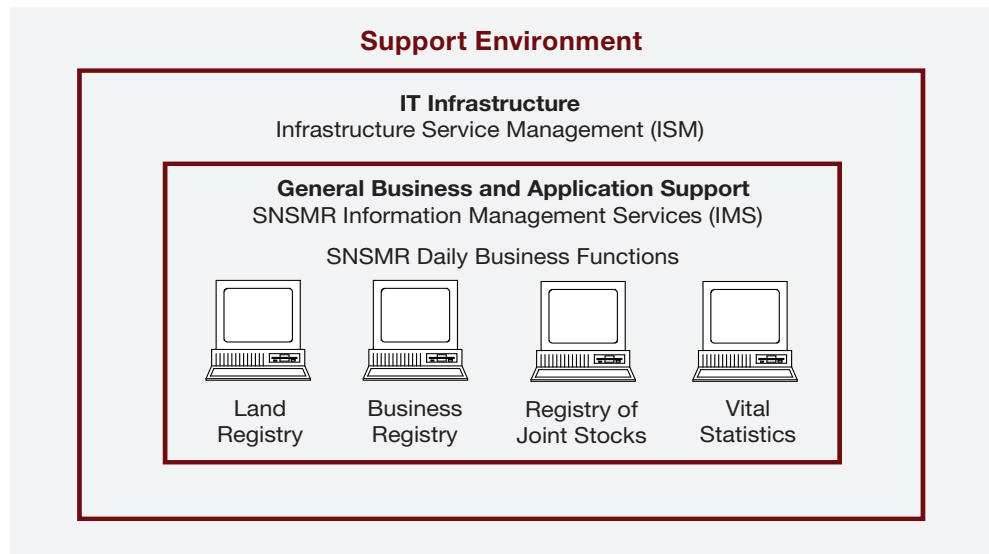 Support Environment
IT Infrastructure
Infrastructure Service Management (ISM)
General Business and Application Support
SNSMR Information Management Services (IMS)
SNSMR Daily Business Functions
Land
Registry
Business
Registry
Registry of
Joint Stocks
Vital
Statistics